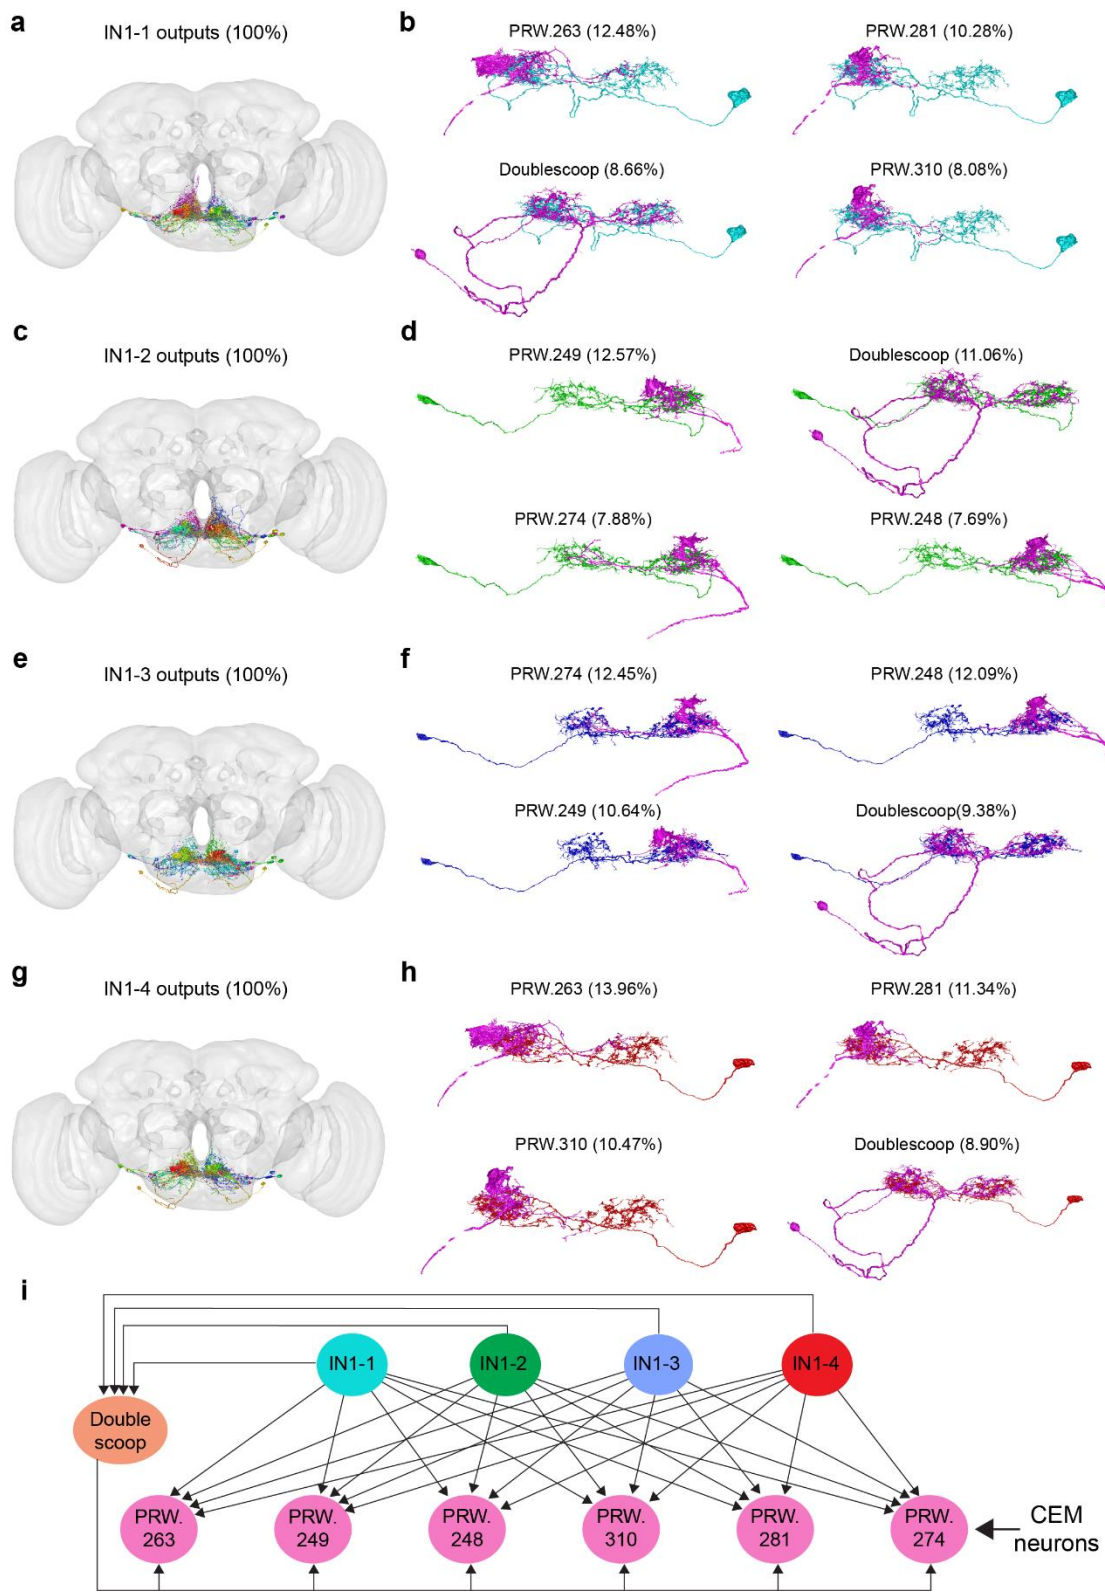 a
IN1-1 outputs (100%)
b
PRW.263 (12.48%)
PRW.281 (10.28%)
Doublescoop (8.66%)
PRW.310 (8.08%)
c
IN1-2 outputs (100%)
d
PRW.249 (12.57%)
Doublescoop (11.06%)
PRW.274 (7.88%)
PRW.248 (7.69%)
e
IN1-3 outputs (100%)
f
PRW.274 (12.45%)
PRW.248 (12.09%)
PRW.249 (10.64%)
Doublescoop(9.38%)
g
IN1-4 outputs (100%)
h
PRW.263 (13.96%)
PRW.281 (11.34%)
PRW.310 (10.47%)
Doublescoop (8.90%)
i
IN1-1
IN1-2
IN1-3
IN1-4
Double
scoop
PRW.
263
PRW.
249
PRW.
248
PRW.
310
PRW.
281
PRW.
274
CEM
neurons